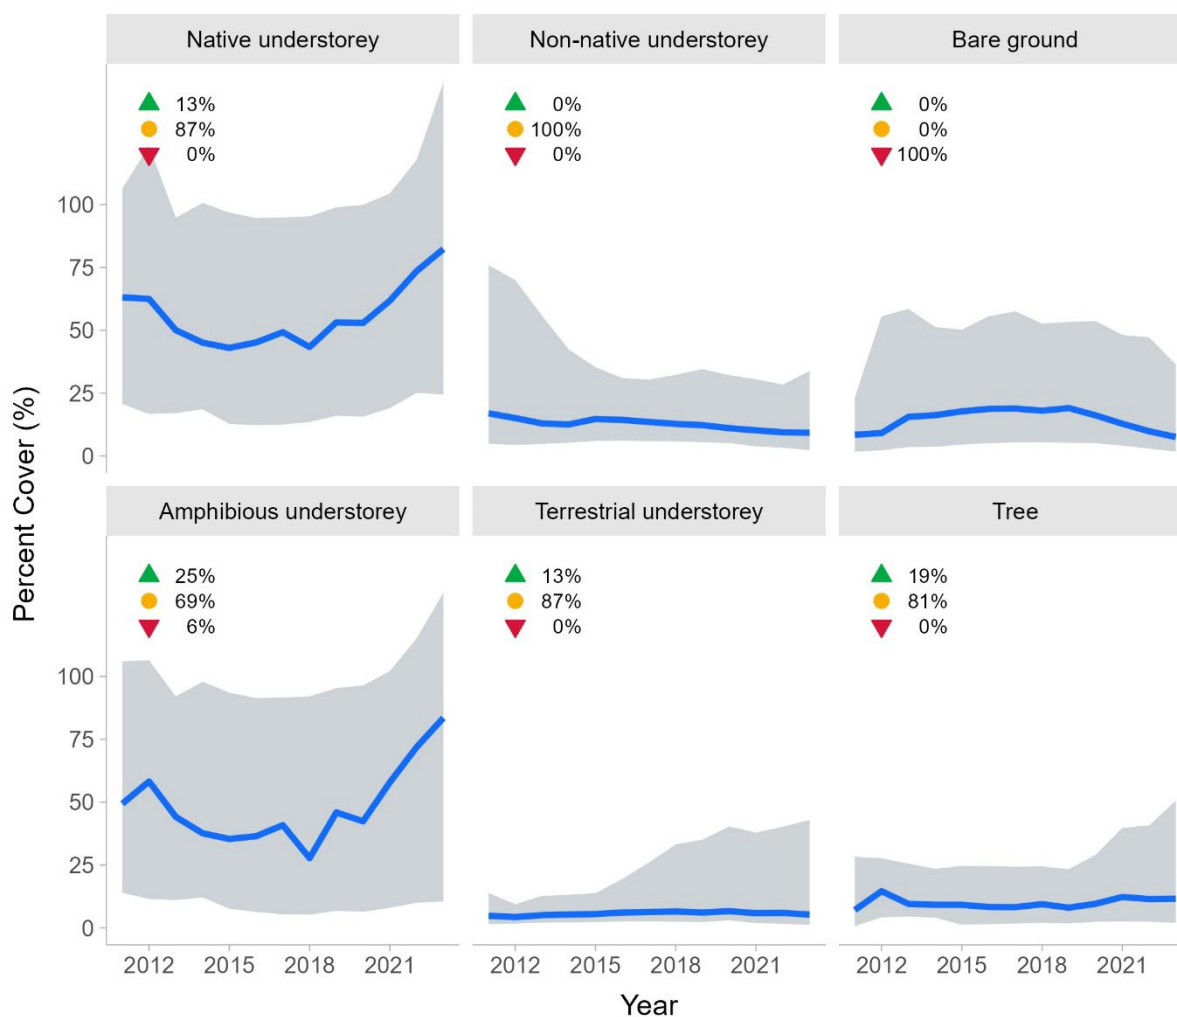 Native understorey
Non-native understorey
Bare ground
13%
87%
0%
0%
100%
0%
0%
0%
100%
100
75
50
25
0
Percent Cover (%)
Amphibious understorey
Terrestrial understorey
Tree
25%
69%
6%
13%
87%
0%
19%
81%
0%
100
75
50
25
0
2012 2015 2018 2021
2012 2015 2018 2021
2012 2015 2018 2021
Year